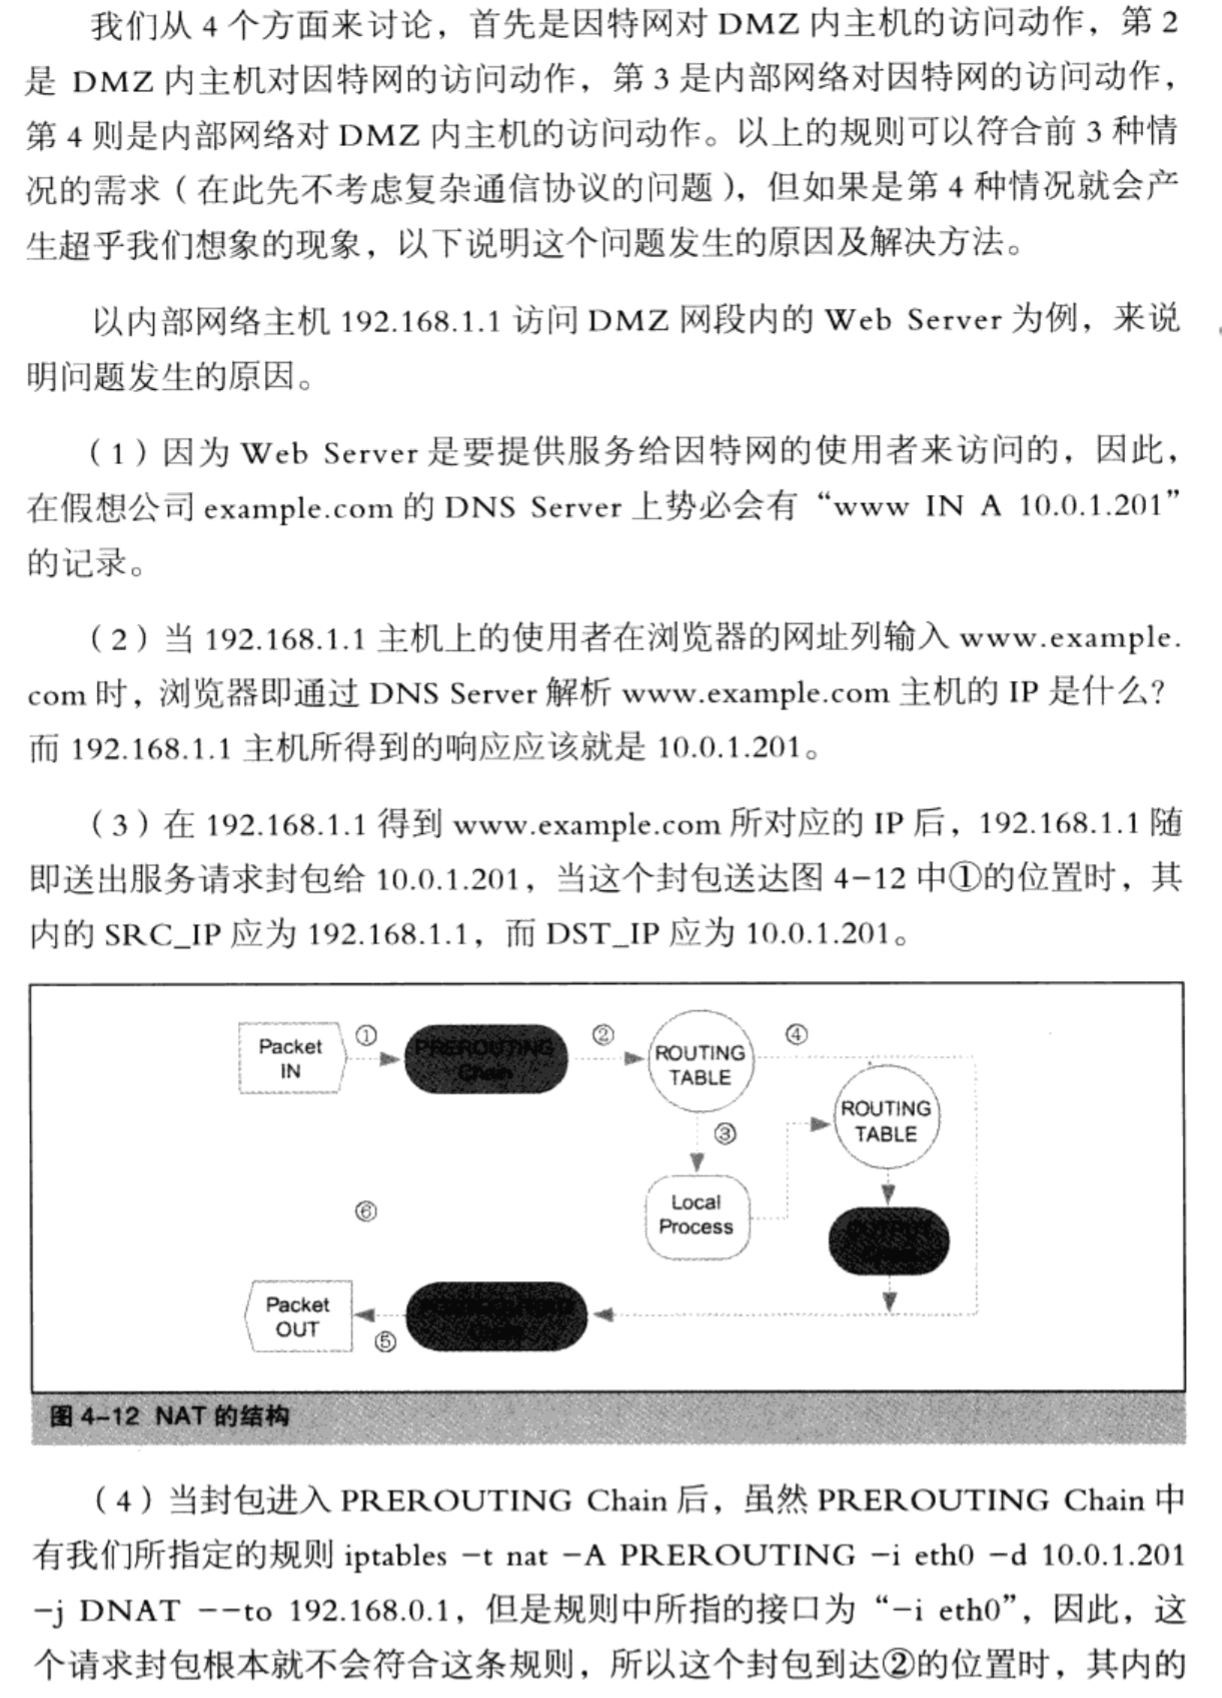 我们从 4 个方面来讨论，首先是因特网对 DMZ 内主机的访问动作，第 2
是 DMZ 内主机对因特网的访问动作，第 3 是内部网络对因特网的访问动作，
第 4 则是内部网络对 DMZ 内主机的访问动作。以上的规则可以符合前 3 种情
况的需求（在此先不考虑复杂通信协议的问题），但如果是第 4 种情况就会产
生超乎我们想象的现象，以下说明这个问题发生的原因及解决方法。
以内部网络主机 192.168.1.1 访问 DMZ 网段内的 Web Server 为例，来说
明问题发生的原因。
（1）因为 Web Server 是要提供服务给因特网的使用者来访问的，因此，
在假想公司 example.com 的 DNS Server 上势必会有“www IN A 10.0.1.201”
的记录。
（2）当 192.168.1.1 主机上的使用者在浏览器的网址列输入 www.example.
com 时，浏览器即通过 DNS Server 解析 www.example.com 主机的 IP 是什么？
而 192.168.1.1 主机所得到的响应应该就是 10.0.1.201。
（3）在 192.168.1.1 得到 www.example.com 所对应的 IP 后，192.168.1.1 随
即送出服务请求封包给 10.0.1.201，当这个封包送达图 4-12 中①的位置时，其
内的 SRC_IP 应为 192.168.1.1，而 DST_IP 应为 10.0.1.201。
Packet
IN
①
PREROUTING
Chain
②
ROUTING
TABLE
④
ROUTING
TABLE
③
Local
Process
⑥
Packet
OUT
⑤
图 4-12 NAT 的结构
（4）当封包进入 PREROUTING Chain 后，虽然 PREROUTING Chain 中
有我们所指定的规则 iptables -t nat -A PREROUTING -i eth0 -d 10.0.1.201
-j DNAT --to 192.168.0.1，但是规则中所指的接口为“-i eth0”，因此，这
个请求封包根本就不会符合这条规则，所以这个封包到达②的位置时，其内的